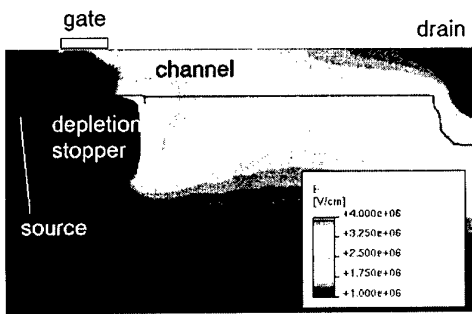 gate
drain
channel
depletion
stopper
source
E
[V/cm]
+4.000e+06
+3.250e+06
+2.500e+06
+1.750e+06
+1.000e+06